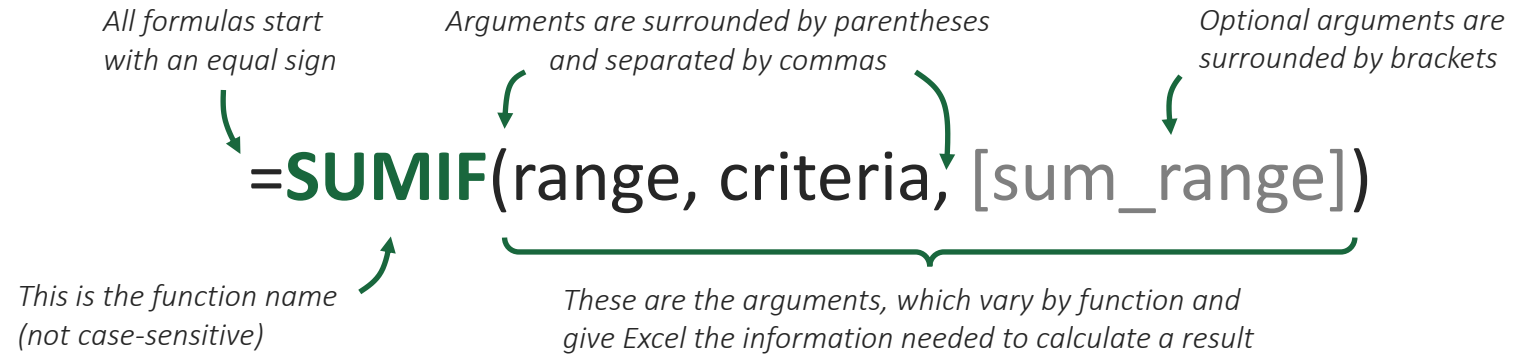 All formulas start
with an equal sign
Arguments are surrounded by parentheses
and separated by commas
Optional arguments are
surrounded by brackets
=SUMIF(range, criteria, [sum_range])
This is the function name
(not case-sensitive)
These are the arguments, which vary by function and
give Excel the information needed to calculate a result